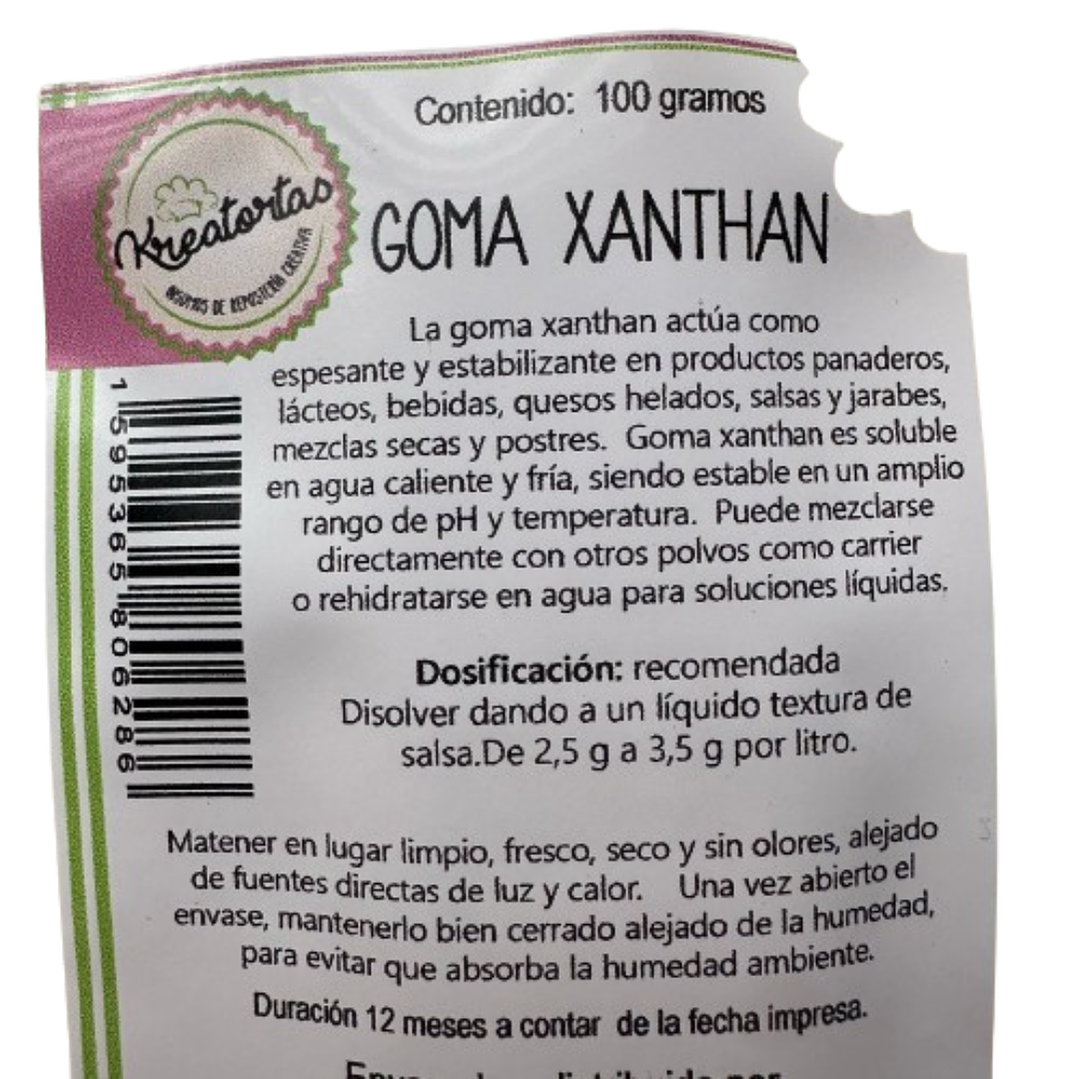 Contenido: 100 gramos
Kreatortas
INSUMOS DE REPOSTERÍA CREATIVA
GOMA XANTHAN
La goma xanthan actúa como
espesante y estabilizante en productos panaderos,
lácteos, bebidas, quesos helados, salsas y jarabes,
mezclas secas y postres. Goma xanthan es soluble
en agua caliente y fría, siendo estable en un amplio
rango de pH y temperatura. Puede mezclarse
directamente con otros polvos como carrier
o rehidratarse en agua para soluciones líquidas.
1595365806286
Dosificación: recomendada
Disolver dando a un líquido textura de
salsa.De 2,5 g a 3,5 g por litro.
Matener en lugar limpio, fresco, seco y sin olores, alejado
de fuentes directas de luz y calor. Una vez abierto el
envase, mantenerlo bien cerrado alejado de la humedad,
para evitar que absorba la humedad ambiente.
Duración 12 meses a contar de la fecha impresa.